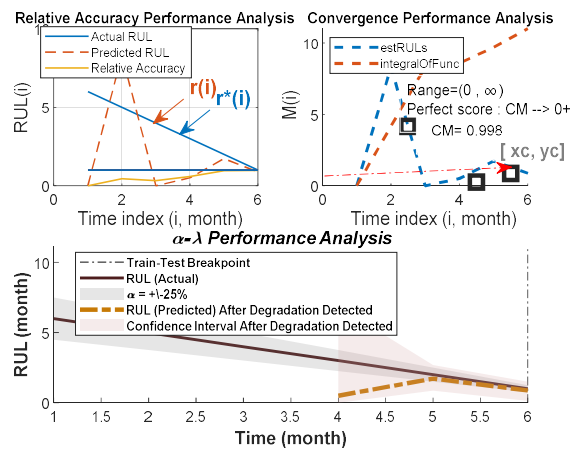 Relative Accuracy Performance Analysis
10
Actual RUL
Predicted RUL
Relative Accuracy
r(i)
r*(i)
RUL(i)
5
0
0
2
4
6
Time index (i, month)
Convergence Performance Analysis
10
estRULs
integralOfFunc
Range=(0 , ∞)
Perfect score : CM --> 0+
CM= 0.998
[ xc, yc]
M(i)
5
0
0
2
4
6
Time index (i, month)
α-λ Performance Analysis
Train-Test Breakpoint
RUL (Actual)
α = +\-25%
RUL (Predicted) After Degradation Detected
Confidence Interval After Degradation Detected
RUL (month)
10
5
0
1
1.5
2
2.5
3
3.5
4
4.5
5
5.5
6
Time (month)